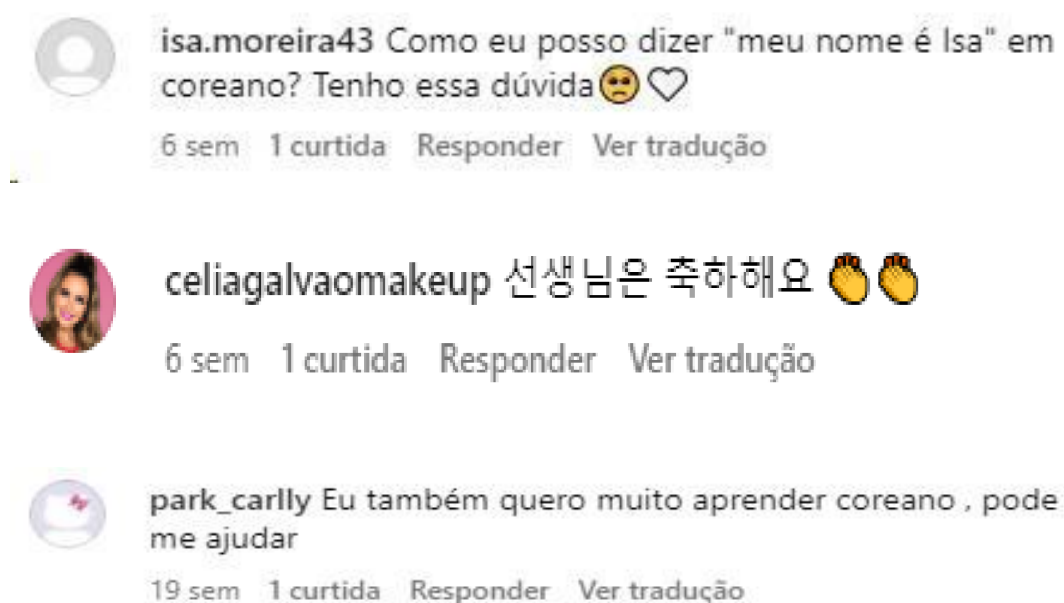 isa.moreira43 Como eu posso dizer "meu nome é Isa" em
coreano? Tenho essa dúvida🥺♡
6 sem 1 curtida Responder Ver tradução
celiagalvaomakeup 선생님은 축하해요 👏👏
6 sem 1 curtida Responder Ver tradução
park_carlly Eu também quero muito aprender coreano , pode
me ajudar
19 sem 1 curtida Responder Ver tradução